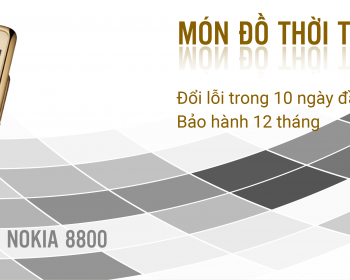 MÓN ĐỒ THỜI
Đổi lỗi trong 10 ngày
Bảo hành 12 tháng
NOKIA 8800